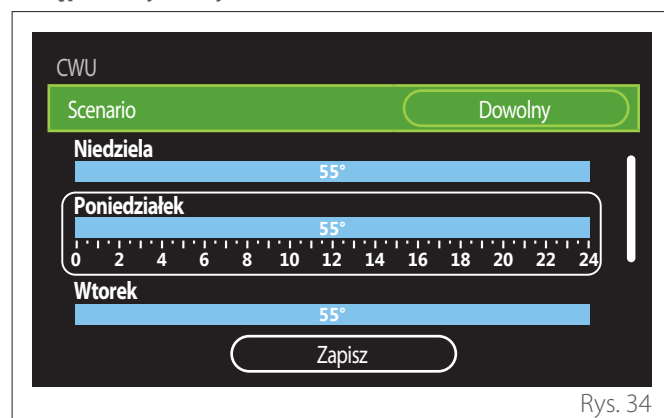 CWU
Scenario Dowolny
Niedziela
55°
Poniedziałek
55°
0 2 4 6 8 10 12 14 16 18 20 22 24
Wtorek
55°
Zapisz
Rys. 34